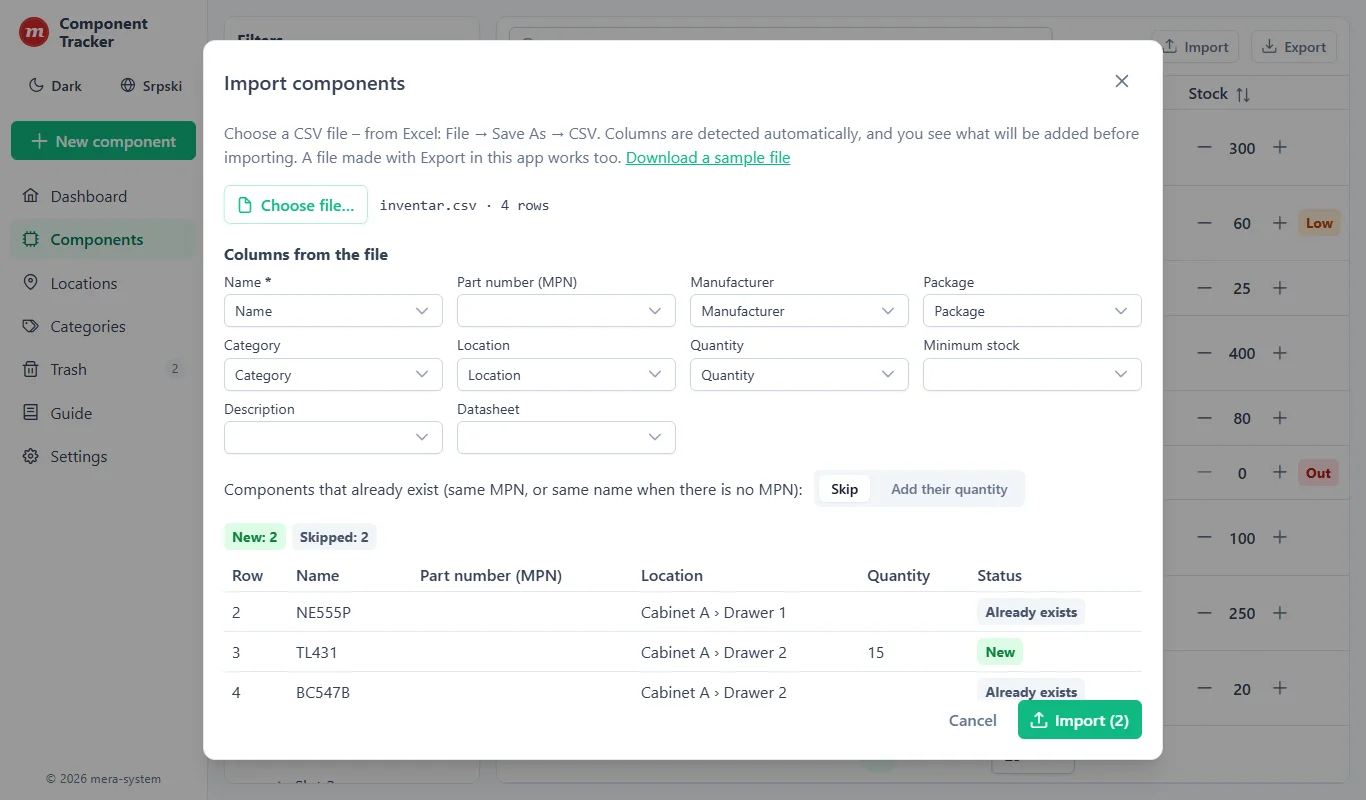 m Component Tracker
Dark Srpski
New component
Dashboard
Components
Locations
Categories
Trash 2
Guide
Settings
© 2026 mera-system
Filters
Import Export
Stock
300
60 Low
25
400
80
0 Out
100
250
20
Import components
Choose a CSV file – from Excel: File → Save As → CSV. Columns are detected automatically, and you see what will be added before
importing. A file made with Export in this app works too. Download a sample file
Choose file... inventar.csv · 4 rows
Columns from the file
Name * Part number (MPN) Manufacturer Package
Name Manufacturer Package
Category Location Quantity Minimum stock
Category Location Quantity
Description Datasheet
Components that already exist (same MPN, or same name when there is no MPN): Skip Add their quantity
New: 2 Skipped: 2
Row Name Part number (MPN) Location Quantity Status
2 NE555P Cabinet A › Drawer 1 Already exists
3 TL431 Cabinet A › Drawer 2 15 New
4 BC547B Cabinet A › Drawer 2 Already exists
Cancel Import (2)